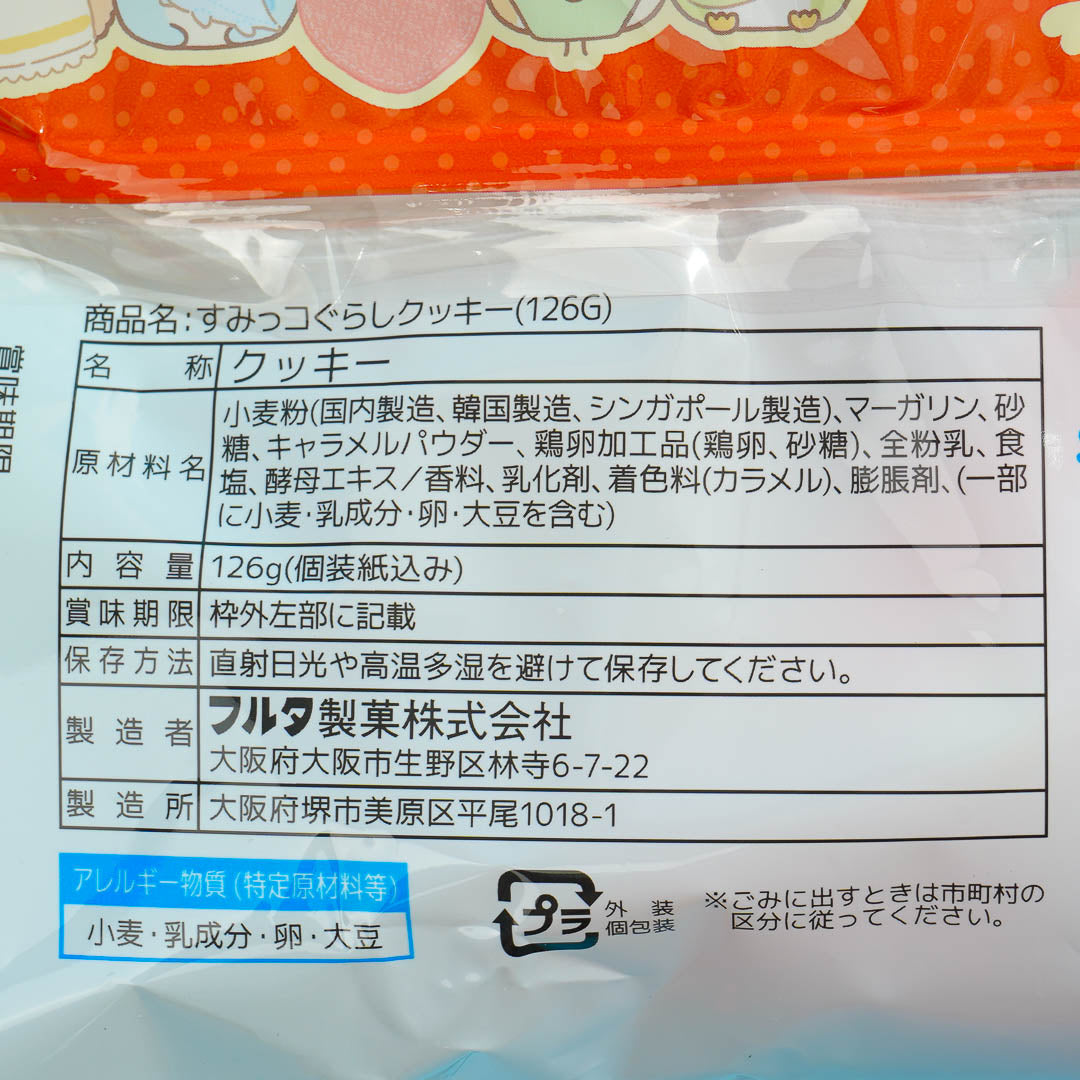 商品名:すみっコぐらしクッキー(126G)
名称 クッキー
原材料名 小麦粉(国内製造、韓国製造、シンガポール製造)、マーガリン、砂
糖、キャラメルパウダー、鶏卵加工品(鶏卵、砂糖)、全粉乳、食
塩、酵母エキス/香料、乳化剤、着色料(カラメル)、膨脹剤、(一部
に小麦・乳成分・卵・大豆を含む)
内容量 126g(個装紙込み)
賞味期限 枠外左部に記載
保存方法 直射日光や高温多湿を避けて保存してください。
製造者 フルタ製菓株式会社
大阪府大阪市生野区林寺6-7-22
製造所 大阪府堺市美原区平尾1018-1
賞味期限
アレルギー物質(特定原材料等)
小麦・乳成分・卵・大豆
プラ
外装
個包装
※ごみに出すときは市町村の
区分に従ってください。